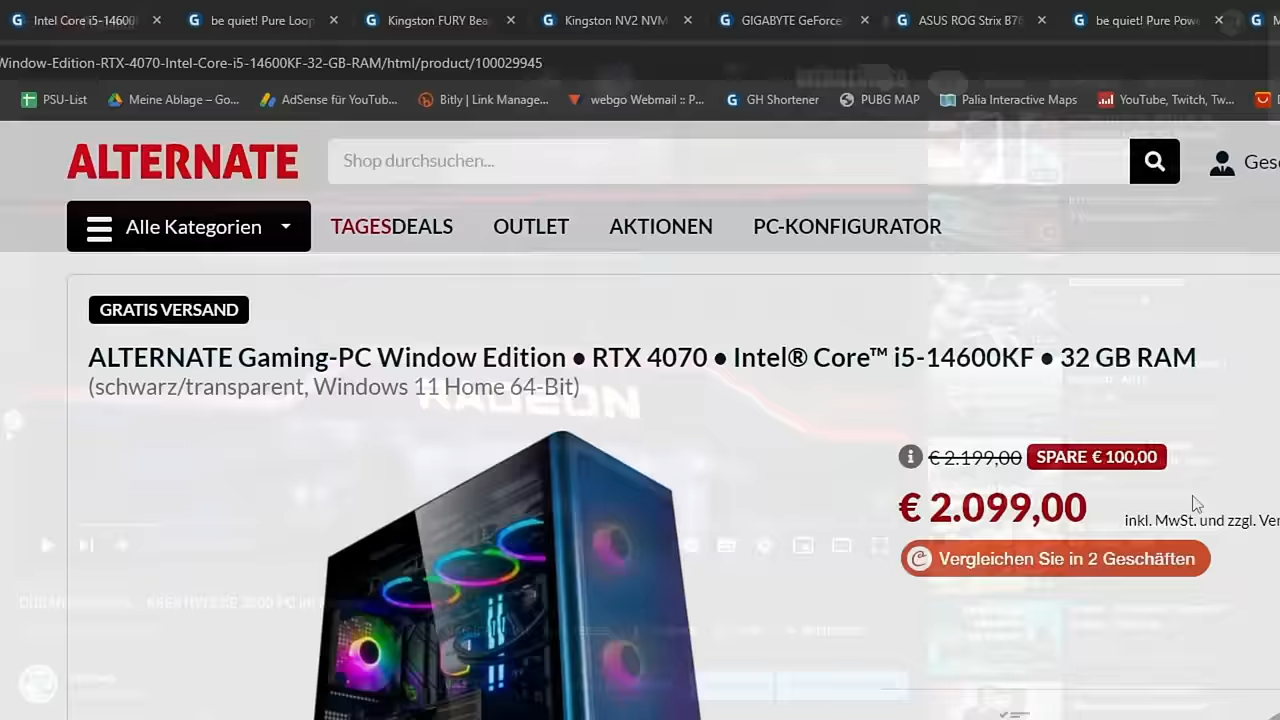 Intel Core i5-14600
be quiet! Pure Loop
Kingston FURY Bea
Kingston NV2 NVM
GIGABYTE GeForce
ASUS ROG Strix B76
be quiet! Pure Powe
Window-Edition-RTX-4070-Intel-Core-i5-14600KF-32-GB-RAM/html/product/100029945
PSU-List
Meine Ablage – Go...
AdSense für YouTub...
Bitly | Link Manage...
webgo Webmail :: P...
GH Shortener
PUBG MAP
Palia Interactive Maps
YouTube, Twitch, Tw...
ALTERNATE
Shop durchsuchen...
Gesc
Alle Kategorien
TAGESDEALS
OUTLET
AKTIONEN
PC-KONFIGURATOR
GRATIS VERSAND
ALTERNATE Gaming-PC Window Edition • RTX 4070 • Intel® Core™ i5-14600KF • 32 GB RAM
(schwarz/transparent, Windows 11 Home 64-Bit)
RADEON
€ 2.199,00
SPARE € 100,00
€ 2.099,00
inkl. MwSt. und zzgl. Ver
Vergleichen Sie in 2 Geschäften